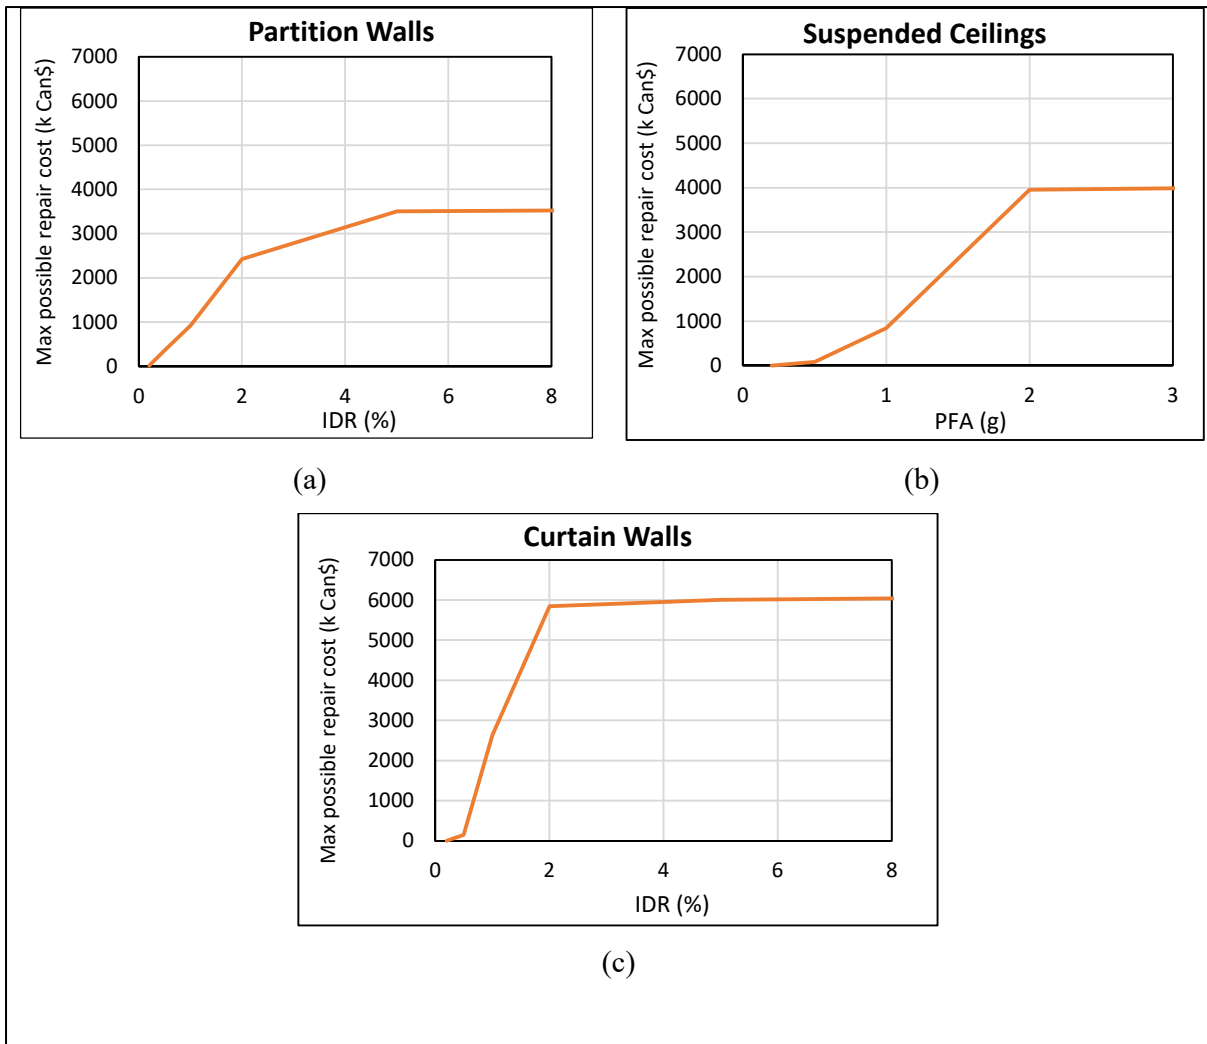 Partition Walls
Max possible repair cost (k Can$)
7000
6000
5000
4000
3000
2000
1000
0
0 2 4 6 8
IDR (%)
(a)
Suspended Ceilings
Max possible repair cost (k Can$)
7000
6000
5000
4000
3000
2000
1000
0
0 1 2 3
PFA (g)
(b)
Curtain Walls
Max possible repair cost (k Can$)
7000
6000
5000
4000
3000
2000
1000
0
0 2 4 6 8
IDR (%)
(c)